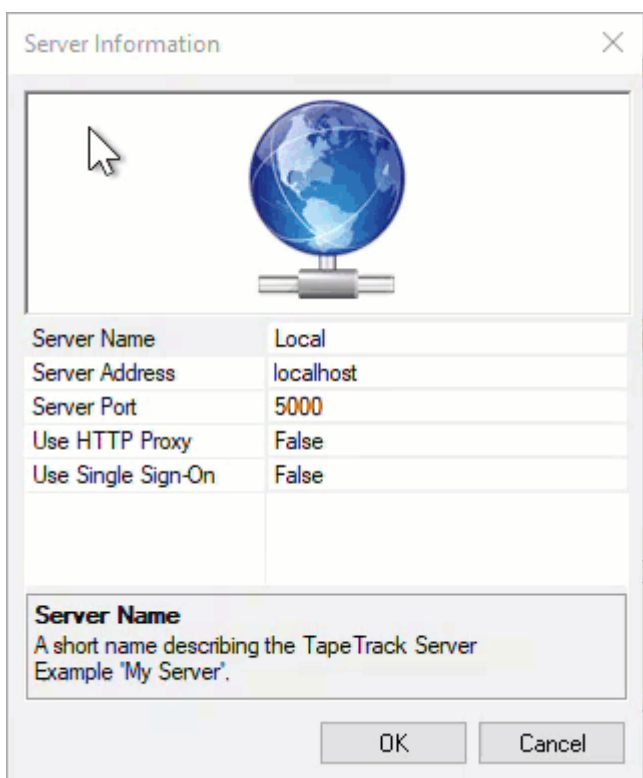 Server Information
Server Name Local
Server Address localhost
Server Port 5000
Use HTTP Proxy False
Use Single Sign-On False
Server Name
A short name describing the TapeTrack Server
Example 'My Server'.
OK Cancel